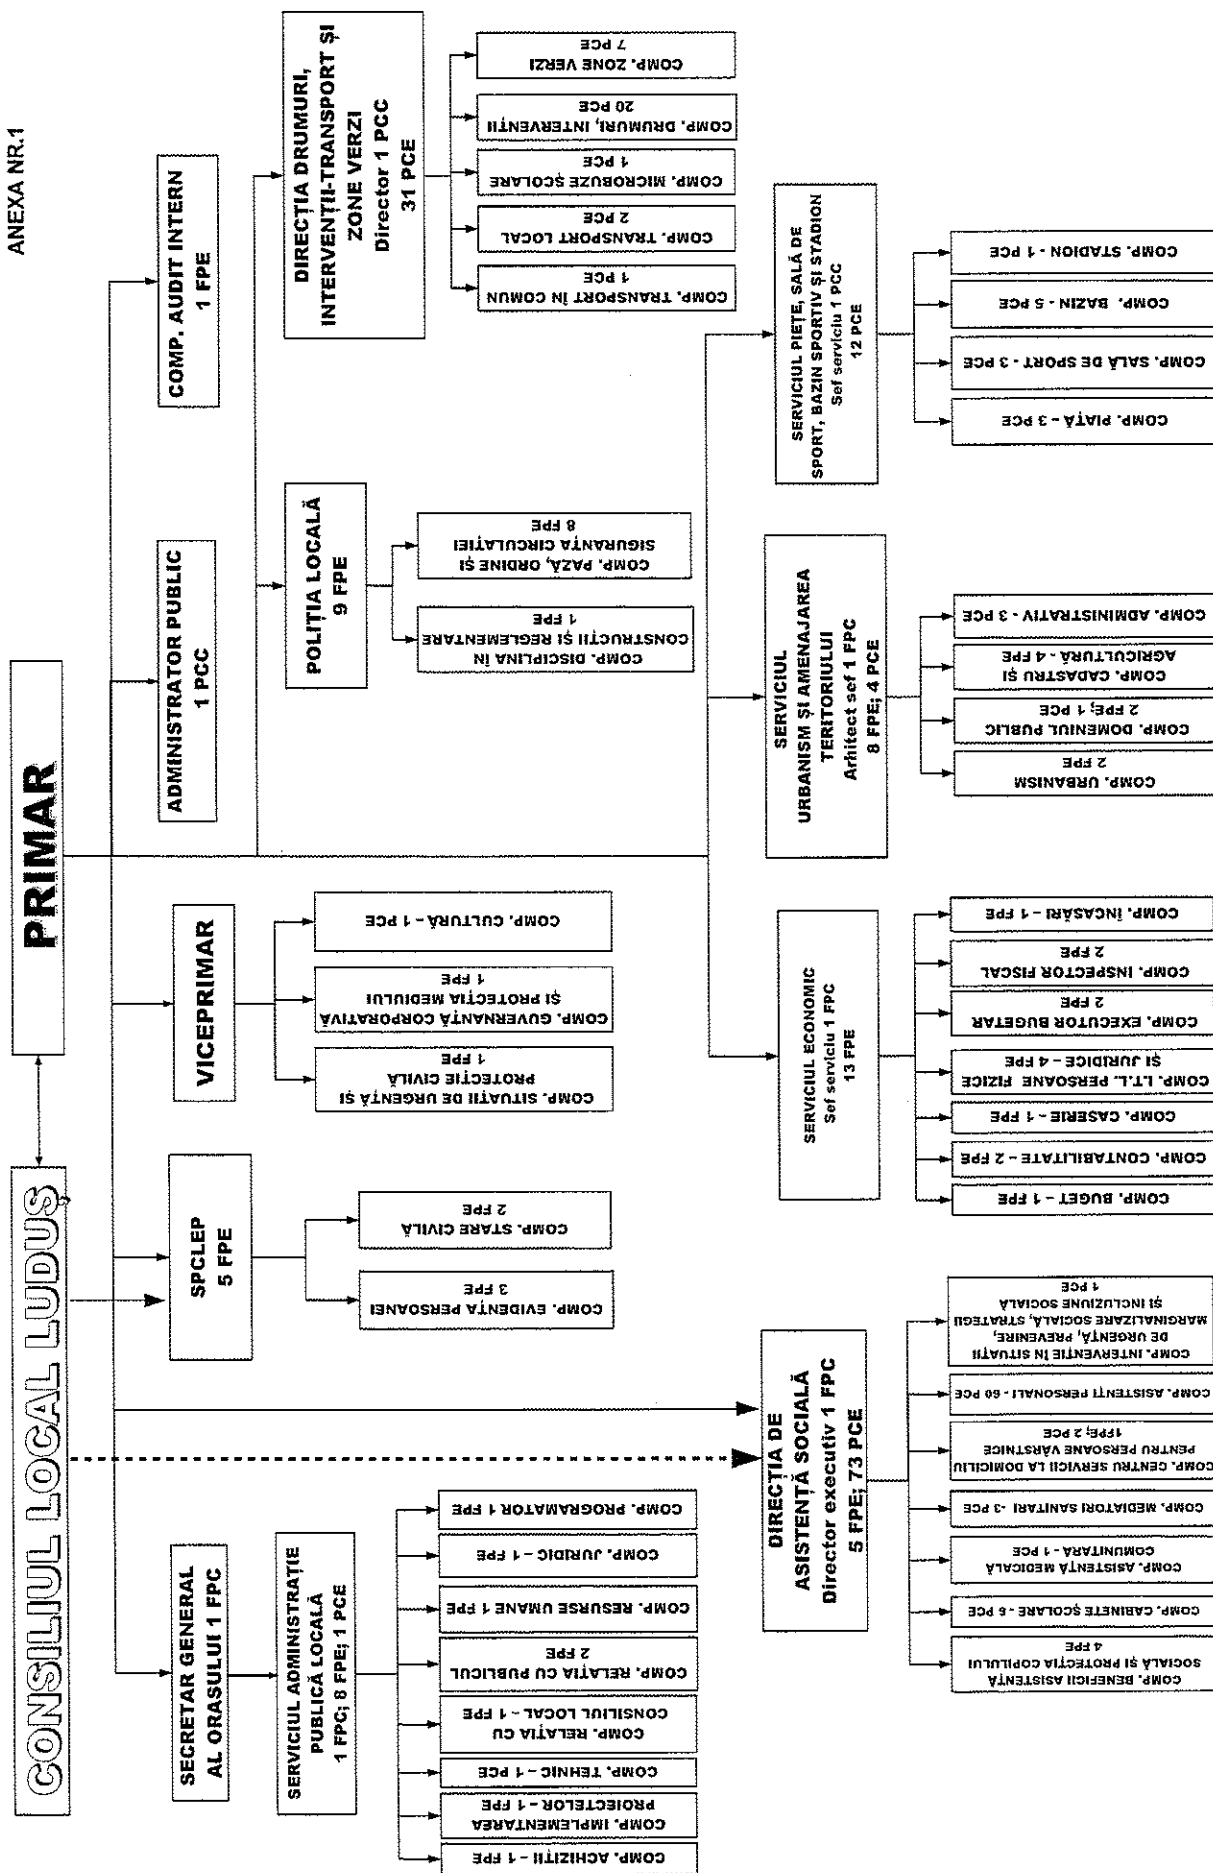 ANEXA NR.1
CONSILIUL LOCAL LUDUȘ
PRIMAR
SECRETAR GENERAL
AL ORASULUI 1 FPC
SPCLEP
5 FPE
VICEPRIMAR
ADMINISTRATOR PUBLIC
1 PCC
COMP. AUDIT INTERN
1 FPE
SERVICIUL ADMINISTRAȚIE
PUBLICĂ LOCALĂ
1 FPC; 8 FPE; 1 PCE
COMP. ACHIZIȚII – 1 FPE
COMP. IMPLEMENTAREA
PROIECTELOR – 1 FPE
COMP. TEHNIC – 1 PCE
COMP. RELAȚIA CU
CONSILIUL LOCAL – 1 FPE
COMP. RELAȚIA CU PUBLICUL
2 FPE
COMP. RESURSE UMANE 1 FPE
COMP. JURIDIC – 1 FPE
COMP. PROGRAMATOR 1 FPE
COMP. EVIDENȚA PERSOANEI
3 FPE
COMP. STARE CIVILĂ
2 FPE
COMP. SITUAȚII DE URGENȚĂ ȘI
PROTECȚIE CIVILĂ
1 FPE
COMP. GUVERNANȚĂ CORPORATIVĂ
ȘI PROTECȚIA MEDIULUI
1 FPE
COMP. CULTURĂ – 1 PCE
POLIȚIA LOCALĂ
9 FPE
COMP. DISCIPLINA ÎN
CONSTRUCȚII ȘI REGLEMENTARE
1 FPE
COMP. PAZĂ, ORDINE ȘI
SIGURANȚA CIRCULAȚIEI
8 FPE
DIRECȚIA DRUMURI,
INTERVENȚII-TRANSPORT ȘI
ZONE VERZI
Director 1 PCC
31 PCE
COMP. TRANSPORT ÎN COMUN
1 PCE
COMP. TRANSPORT LOCAL
2 PCE
COMP. MICROBUZE ȘCOLARE
1 PCE
COMP. DRUMURI, INTERVENȚII
20 PCE
COMP. ZONE VERZI
7 PCE
DIRECȚIA DE
ASISTENȚĂ SOCIALĂ
Director executiv 1 FPC
5 FPE; 73 PCE
COMP. BENEFICII ASISTENȚĂ
SOCIALĂ ȘI PROTECȚIA COPILULUI
4 FPE
COMP. CABINETE ȘCOLARE - 6 PCE
COMP. ASISTENȚĂ MEDICALĂ
COMUNITARĂ - 1 PCE
COMP. MEDIATORI SANITARI -3 PCE
COMP. CENTRU SERVICII LA DOMICILIU
PENTRU PERSOANE VÂRSTNICE
1FPE; 2 PCE
COMP. ASISTENȚI PERSONALI - 60 PCE
COMP. INTERVENȚIE ÎN SITUAȚII
DE URGENȚĂ, PREVENIRE,
MARGINALIZARE SOCIALĂ, STRATEGII
ȘI INCLUZIUNE SOCIALĂ
1 PCE
SERVICIUL ECONOMIC
Sef serviciu 1 FPC
13 FPE
COMP. BUGET – 1 FPE
COMP. CONTABILITATE – 2 FPE
COMP. CASERIE – 1 FPE
COMP. I.T.L. PERSOANE FIZICE
ȘI JURIDICE – 4 FPE
COMP. EXECUTOR BUGETAR
2 FPE
COMP. INSPECTOR FISCAL
2 FPE
COMP. ÎNCASĂRI – 1 FPE
SERVICIUL
URBANISM ȘI AMENAJAREA
TERITORIULUI
Arhitect sef 1 FPC
8 FPE; 4 PCE
COMP. URBANISM
2 FPE
COMP. DOMENIUL PUBLIC
2 FPE; 1 PCE
COMP. CADASTRU ȘI
AGRICULTURĂ - 4 FPE
COMP. ADMINISTRATIV - 3 PCE
SERVICIUL PIEȚE, SALĂ DE
SPORT, BAZIN SPORTIV ȘI STADION
Sef serviciu 1 PCC
12 PCE
COMP. PIAȚĂ – 3 PCE
COMP. SALĂ DE SPORT - 3 PCE
COMP. BAZIN - 5 PCE
COMP. STADION - 1 PCE